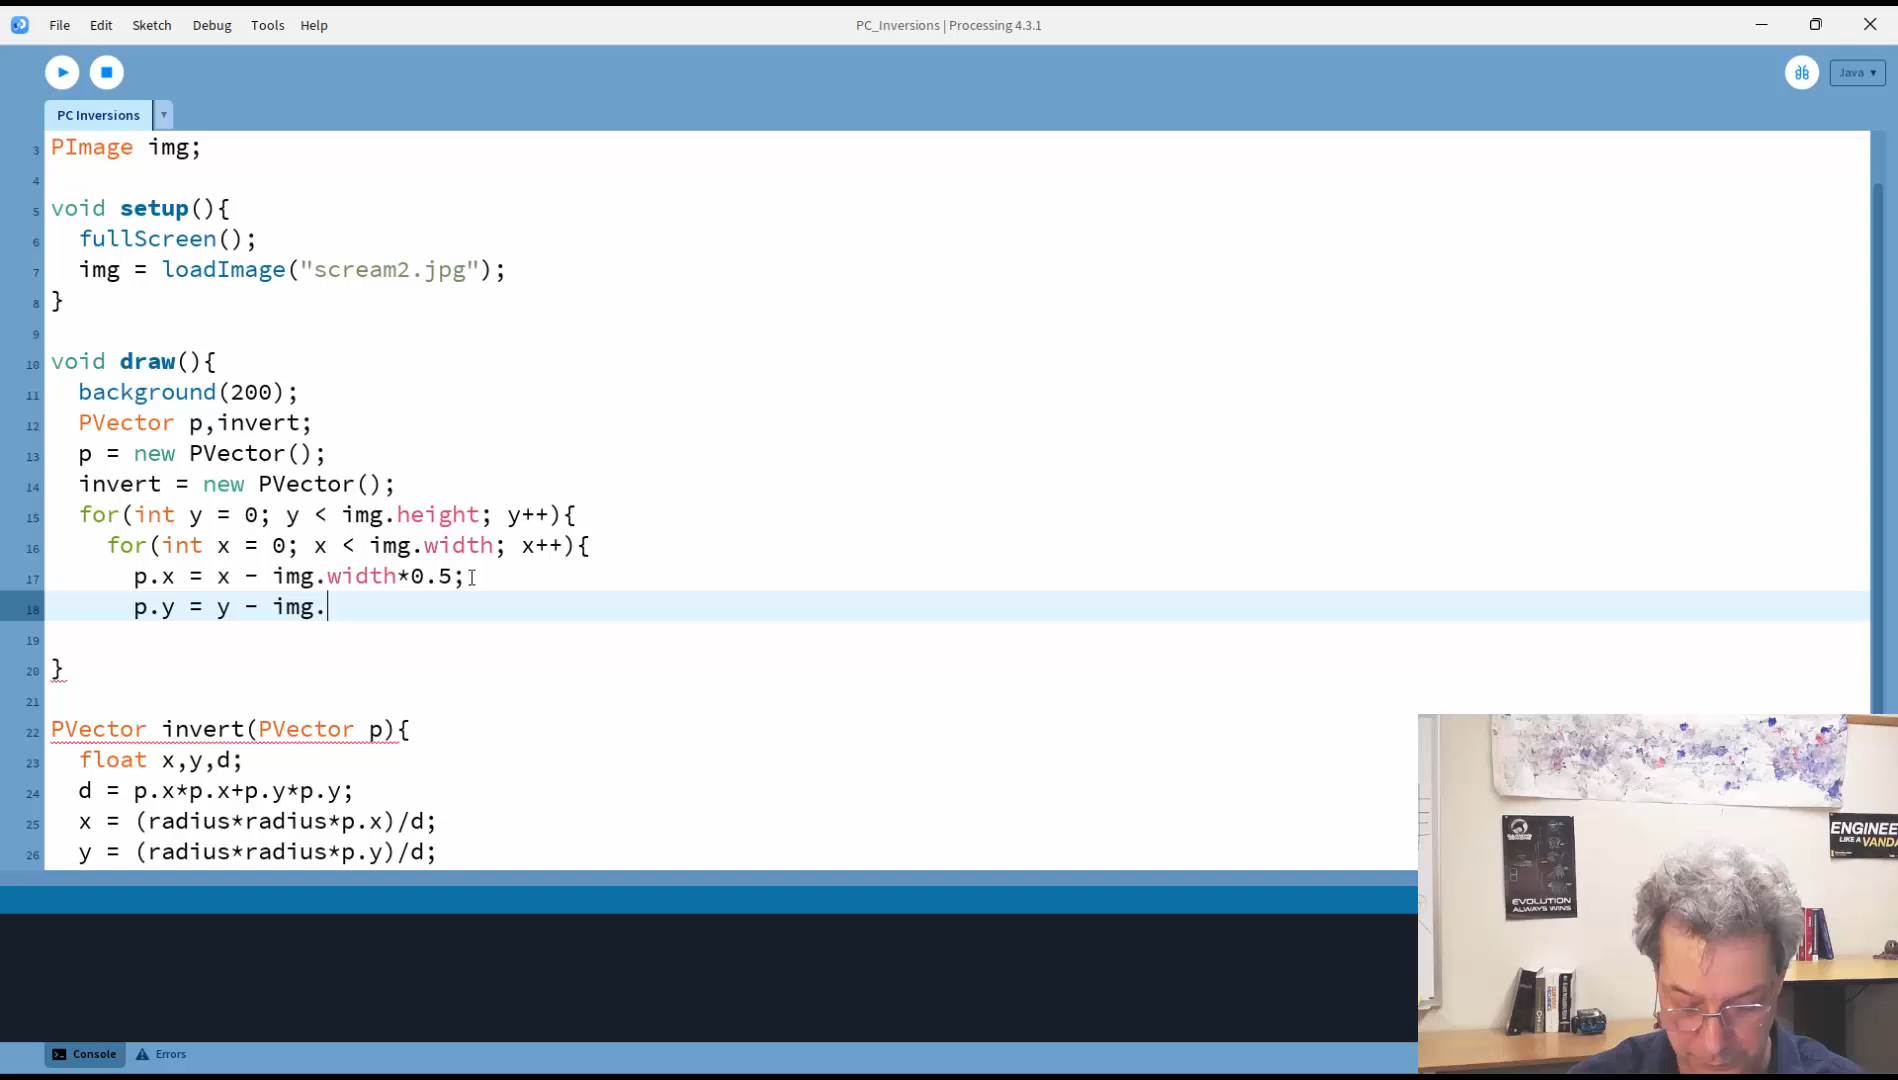 File Edit Sketch Debug Tools Help
PC_Inversions | Processing 4.3.1
Java
PC Inversions
3 PImage img;
4
5 void setup(){
6 fullScreen();
7 img = loadImage("scream2.jpg");
8 }
9
10 void draw(){
11 background(200);
12 PVector p,invert;
13 p = new PVector();
14 invert = new PVector();
15 for(int y = 0; y < img.height; y++){
16 for(int x = 0; x < img.width; x++){
17 p.x = x - img.width*0.5;
18 p.y = y - img.
19
20 }
21
22 PVector invert(PVector p){
23 float x,y,d;
24 d = p.x*p.x+p.y*p.y;
25 x = (radius*radius*p.x)/d;
26 y = (radius*radius*p.y)/d;
ENGINEE
LIKE A VANDA
EVOLUTION
ALWAYS WINS
Console Errors